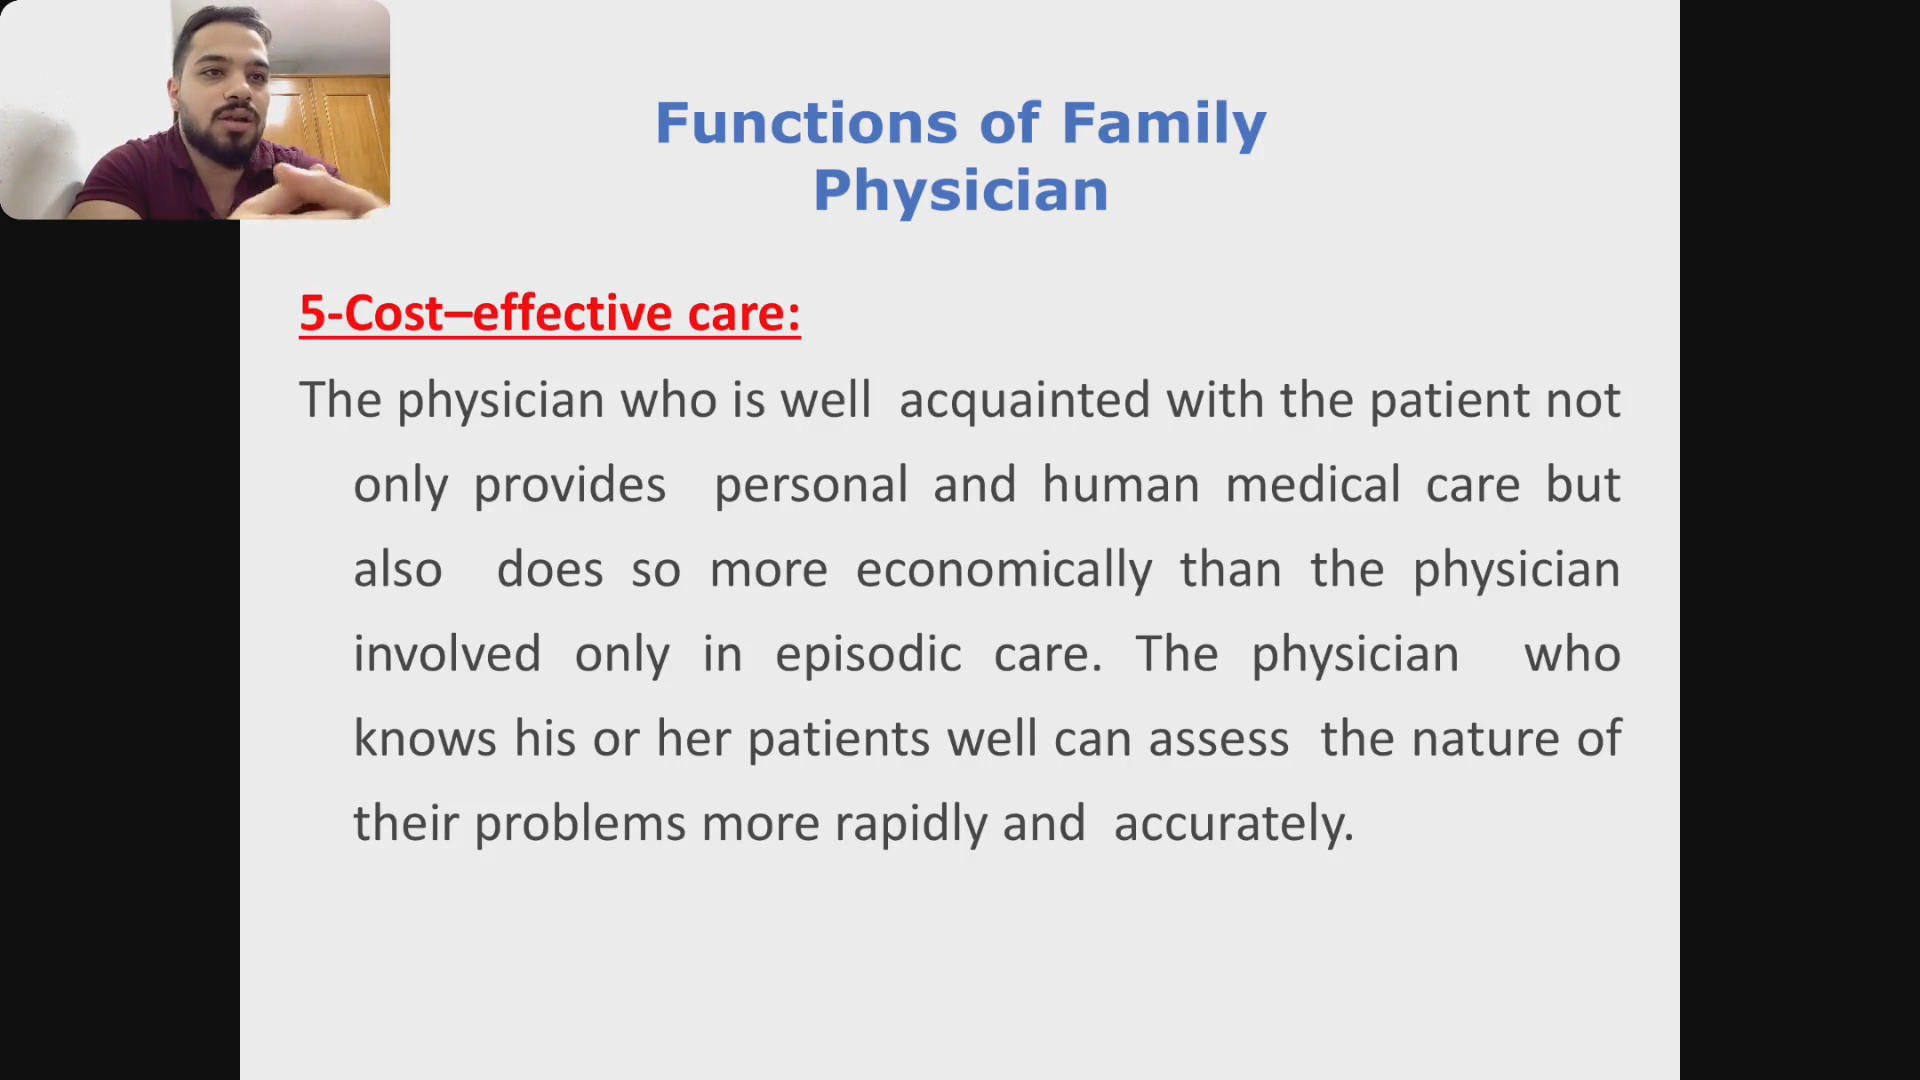 Functions of Family
Physician
5-Cost–effective care:
The physician who is well acquainted with the patient not
only provides personal and human medical care but
also does so more economically than the physician
involved only in episodic care. The physician who
knows his or her patients well can assess the nature of
their problems more rapidly and accurately.